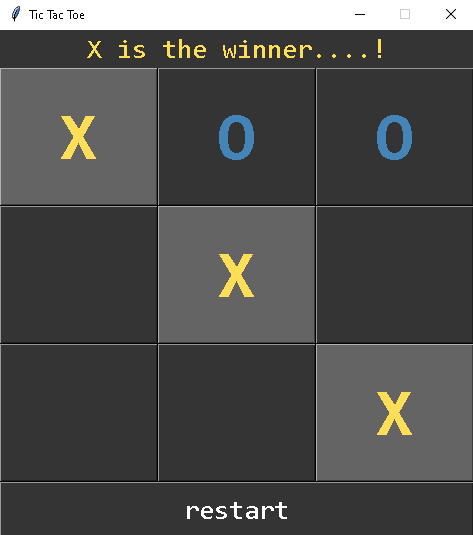 Tic Tac Toe
X is the winner....!
X O O
X
X
restart